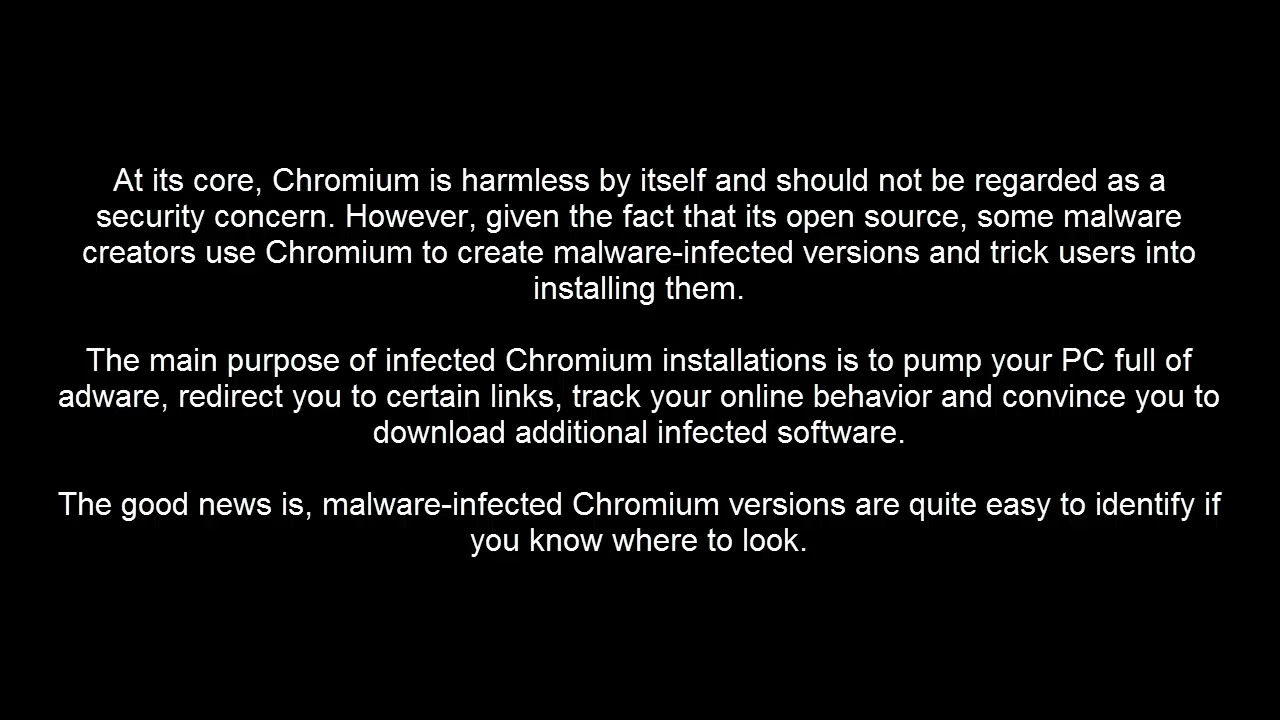 At its core, Chromium is harmless by itself and should not be regarded as a
security concern. However, given the fact that its open source, some malware
creators use Chromium to create malware-infected versions and trick users into
installing them.
The main purpose of infected Chromium installations is to pump your PC full of
adware, redirect you to certain links, track your online behavior and convince you to
download additional infected software.
The good news is, malware-infected Chromium versions are quite easy to identify if
you know where to look.